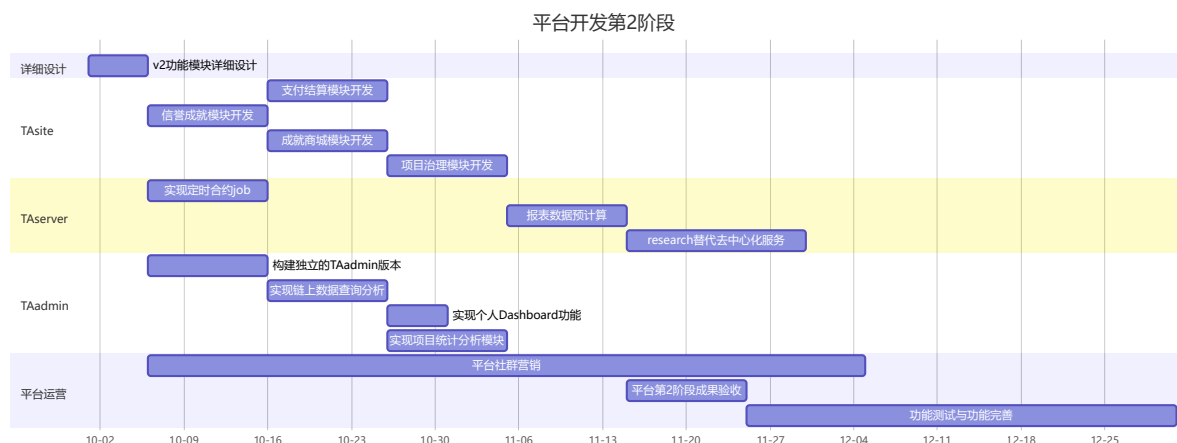 平台开发第2阶段
详细设计
v2功能模块详细设计
TAsite
支付结算模块开发
信誉成就模块开发
成就商城模块开发
项目治理模块开发
TAserver
实现定时合约job
报表数据预计算
research替代去中心化服务
TAadmin
构建独立的TAadmin版本
实现链上数据查询分析
实现个人Dashboard功能
实现项目统计分析模块
平台运营
平台社群营销
平台第2阶段成果验收
功能测试与功能完善
10-02 10-09 10-16 10-23 10-30 11-06 11-13 11-20 11-27 12-04 12-11 12-18 12-25